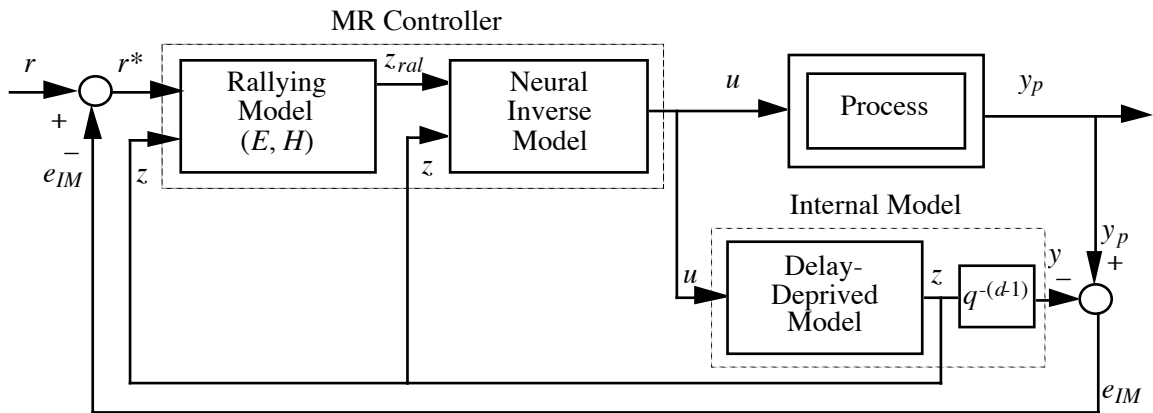 MR Controller
r
r*
z_ral
Rallying
Model
(E, H)
Neural
Inverse
Model
u
Process
y_p
+
−
e_IM
z
z
Internal Model
u
Delay-
Deprived
Model
z
q^-(d-1)
y
−
y_p
+
e_IM